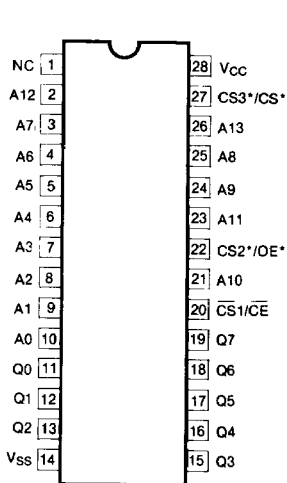 NC 1 28 VCC
A12 2 27 CS3*/CS*
A7 3 26 A13
A6 4 25 A8
A5 5 24 A9
A4 6 23 A11
A3 7 22 CS2*/OE*
A2 8 21 A10
A1 9 20 C̅S̅1/C̅E̅
A0 10 19 Q7
Q0 11 18 Q6
Q1 12 17 Q5
Q2 13 16 Q4
VSS 14 15 Q3